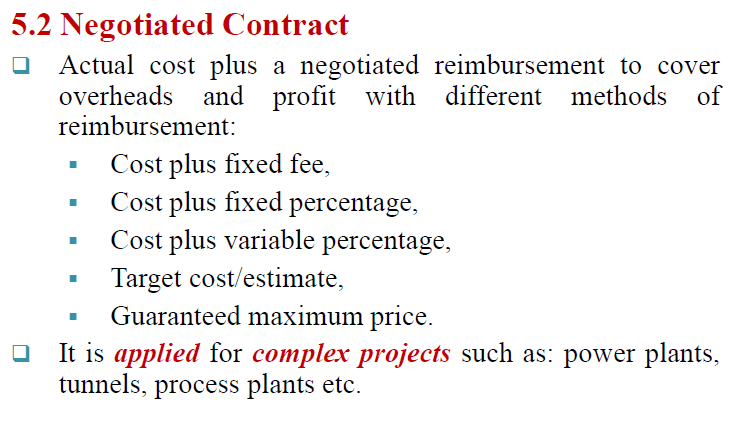 5.2 Negotiated Contract
Actual cost plus a negotiated reimbursement to cover
overheads and profit with different methods of
reimbursement:
Cost plus fixed fee,
Cost plus fixed percentage,
Cost plus variable percentage,
Target cost/estimate,
Guaranteed maximum price.
It is applied for complex projects such as: power plants,
tunnels, process plants etc.